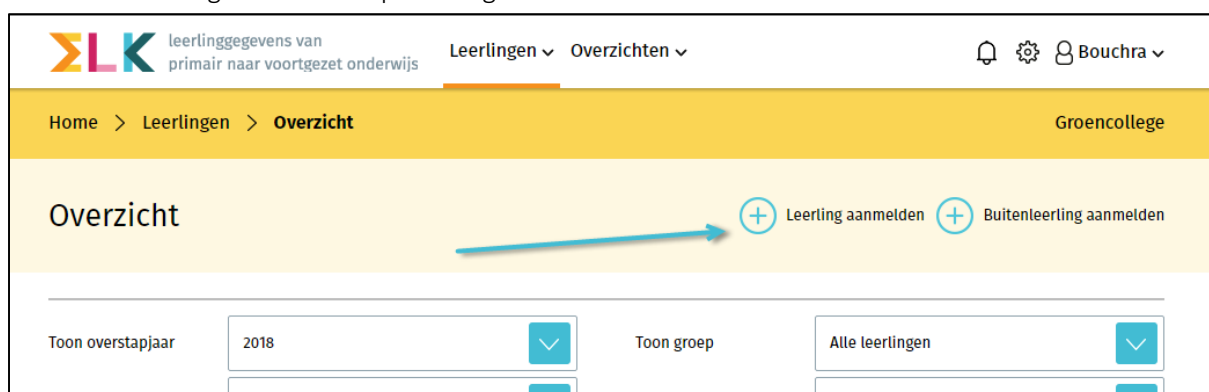 ΣLK leerlinggegevens van
primair naar voortgezet onderwijs
Leerlingen Overzichten Bouchra
Home > Leerlingen > Overzicht Groencollege
Overzicht Leerling aanmelden Buitenleerling aanmelden
Toon overstapjaar 2018 Toon groep Alle leerlingen